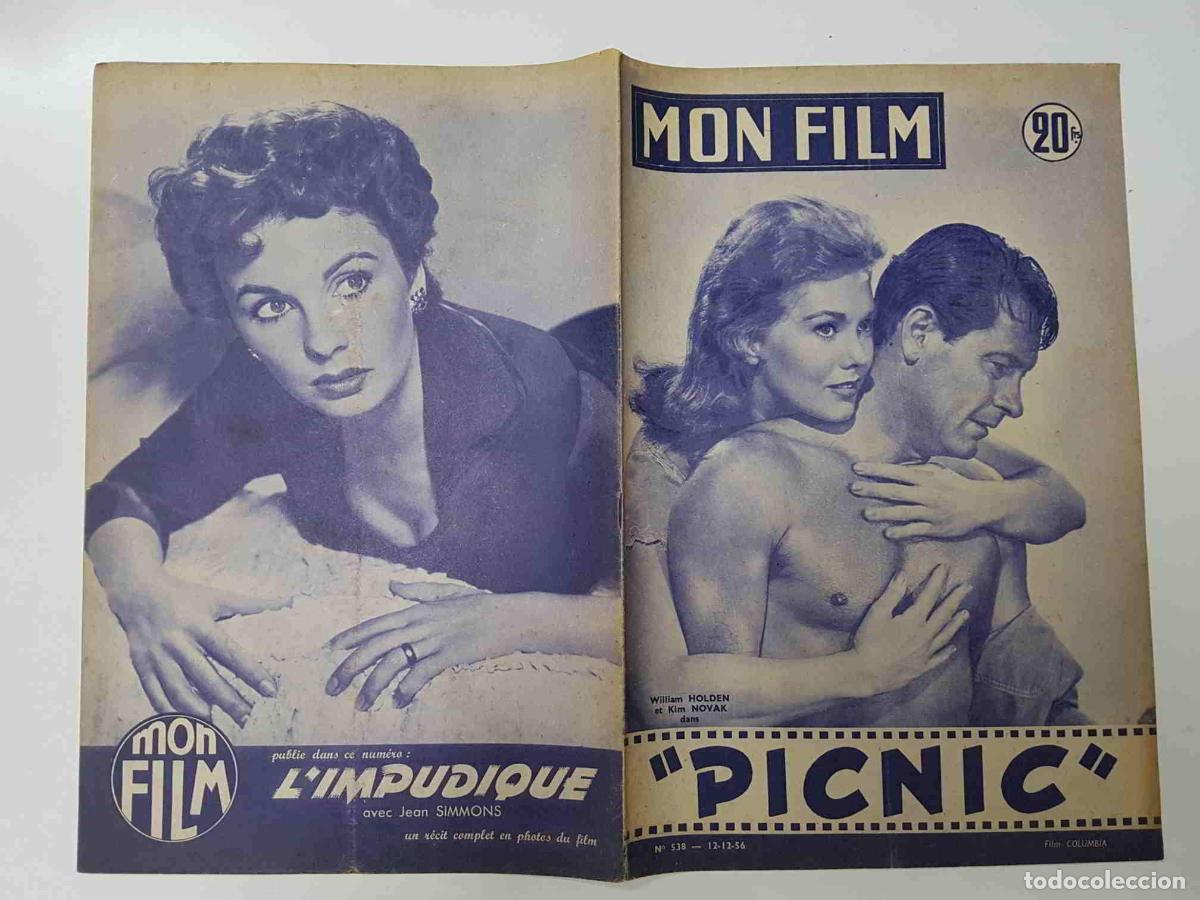 mon
FILM
publie dans ce numéro :
L'IMPUDIQUE
avec Jean SIMMONS
un récit complet en photos du film
MON FILM
20 Frs
William HOLDEN
et Kim NOVAK
dans
"PICNIC"
N° 538 — 12-12-56
Film COLUMBIA
todocoleccion